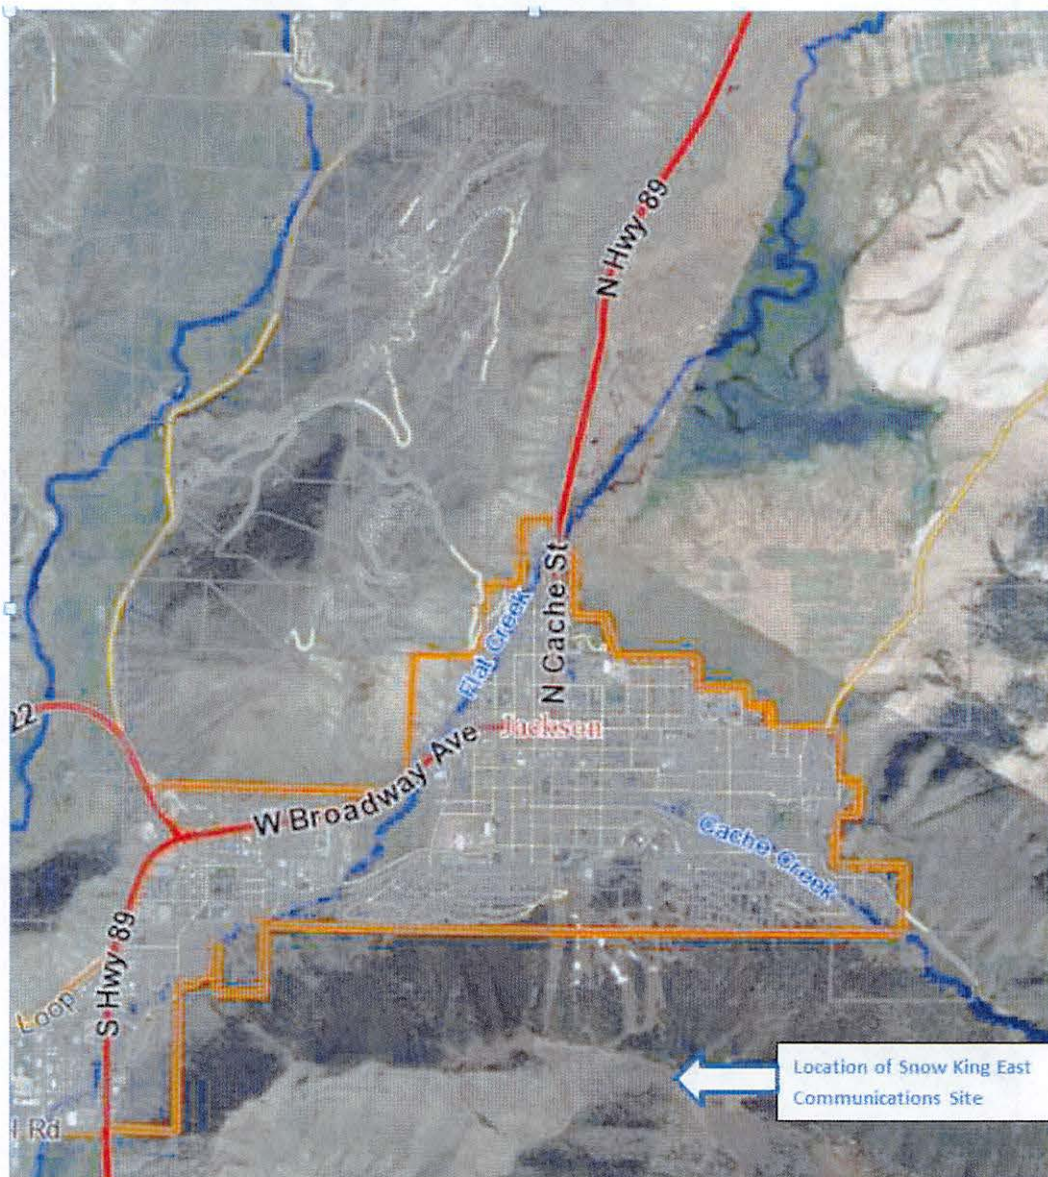 N Hwy 89
N Cache St
Flat Creek
Jackson
22
W Broadway Ave
Cache Creek
S Hwy 89
Loop
Location of Snow King East
Communications Site
Rd